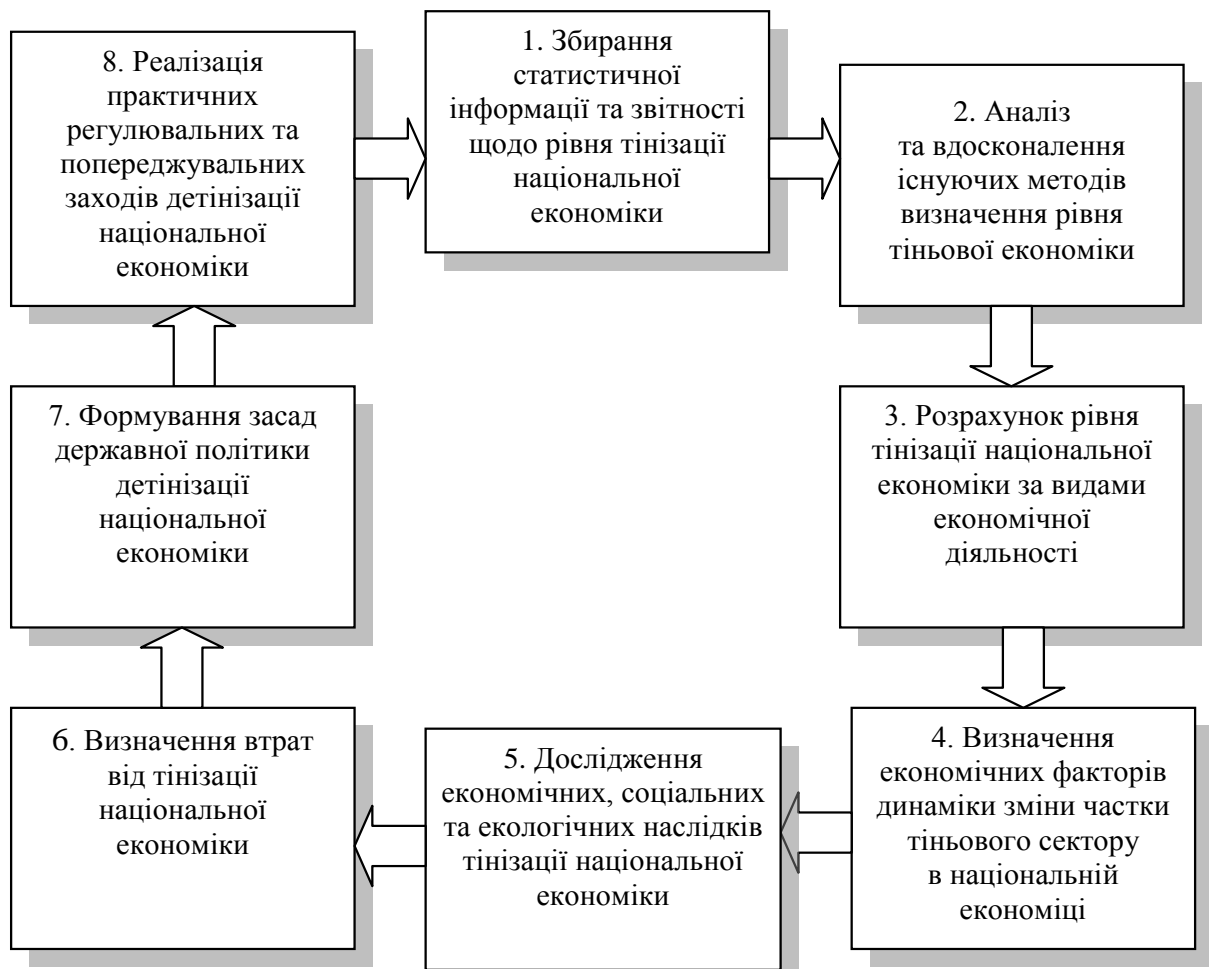 1. Збирання
статистичної
інформації та звітності
щодо рівня тінізації
національної
економіки
2. Аналіз
та вдосконалення
існуючих методів
визначення рівня
тіньової економіки
3. Розрахунок рівня
тінізації національної
економіки за видами
економічної
діяльності
4. Визначення
економічних факторів
динаміки зміни частки
тіньового сектору
в національній
економіці
5. Дослідження
економічних, соціальних
та екологічних наслідків
тінізації національної
економіки
6. Визначення втрат
від тінізації
національної
економіки
7. Формування засад
державної політики
детінізації
національної
економіки
8. Реалізація
практичних
регулювальних та
попереджувальних
заходів детінізації
національної
економіки